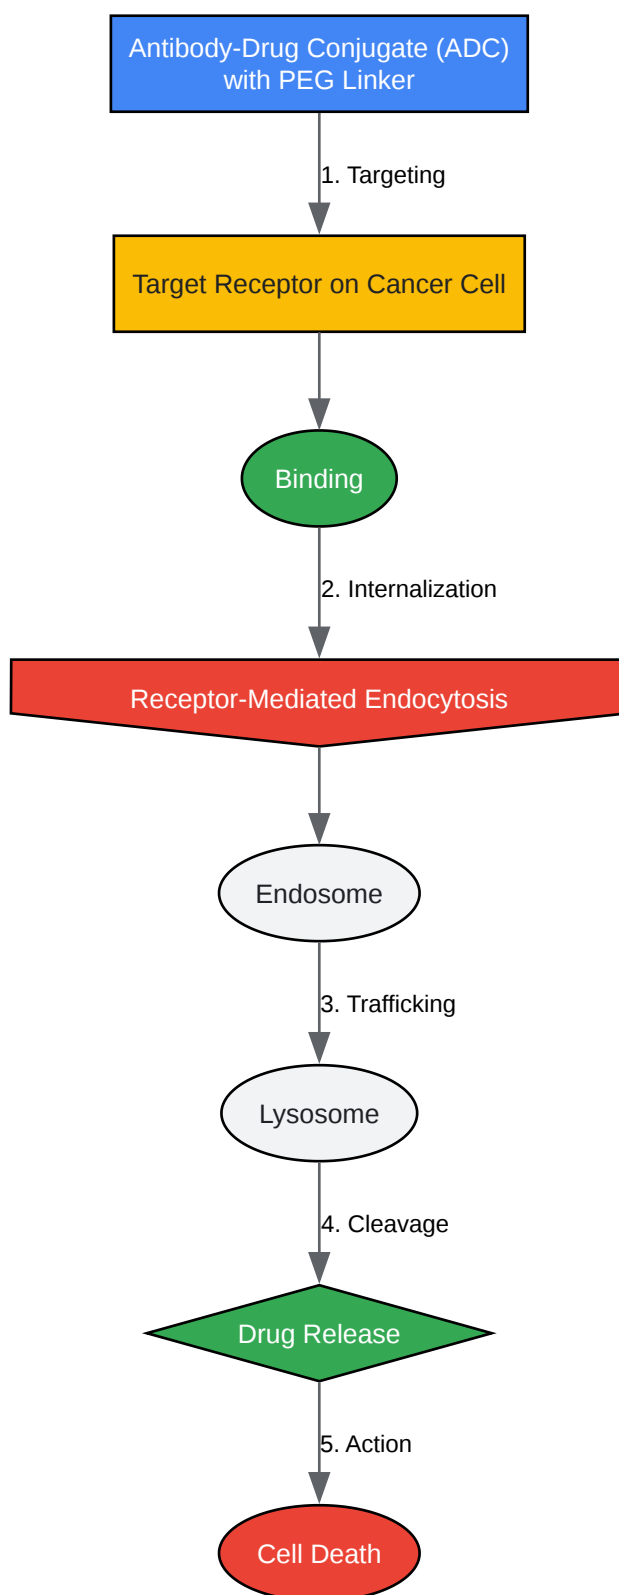 Antibody-Drug Conjugate (ADC)
with PEG Linker
1. Targeting
Target Receptor on Cancer Cell
Binding
2. Internalization
Receptor-Mediated Endocytosis
Endosome
3. Trafficking
Lysosome
4. Cleavage
Drug Release
5. Action
Cell Death